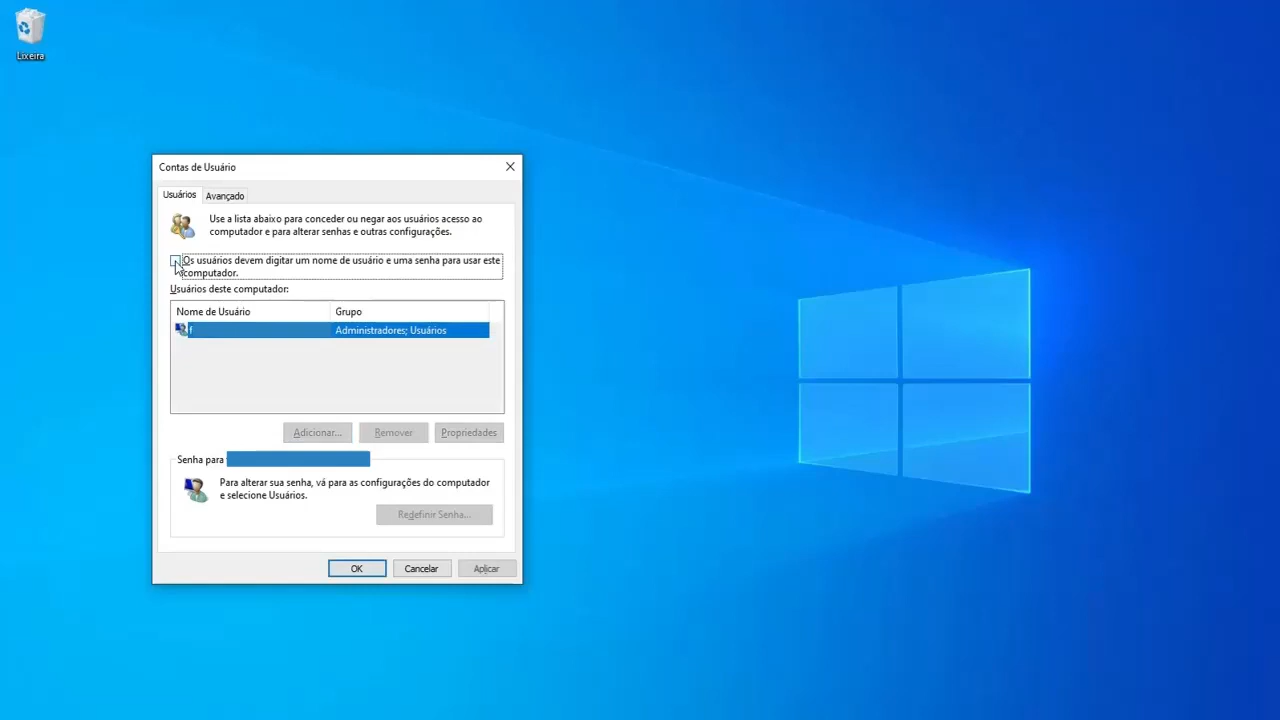 Lixeira
Contas de Usuário
Usuários
Avançado
Use a lista abaixo para conceder ou negar aos usuários acesso ao
computador e para alterar senhas e outras configurações.
Os usuários devem digitar um nome de usuário e uma senha para usar este
computador.
Usuários deste computador:
Nome de Usuário Grupo
f Administradores; Usuários
Adicionar... Remover Propriedades
Senha para
Para alterar sua senha, vá para as configurações do computador
e selecione Usuários.
Redefinir Senha...
OK Cancelar Aplicar